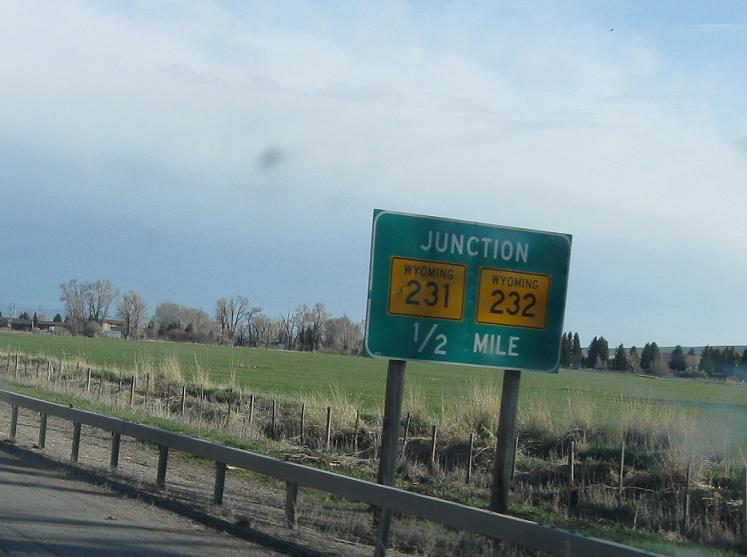 JUNCTION
WYOMING WYOMING
231 232
1/2 MILE